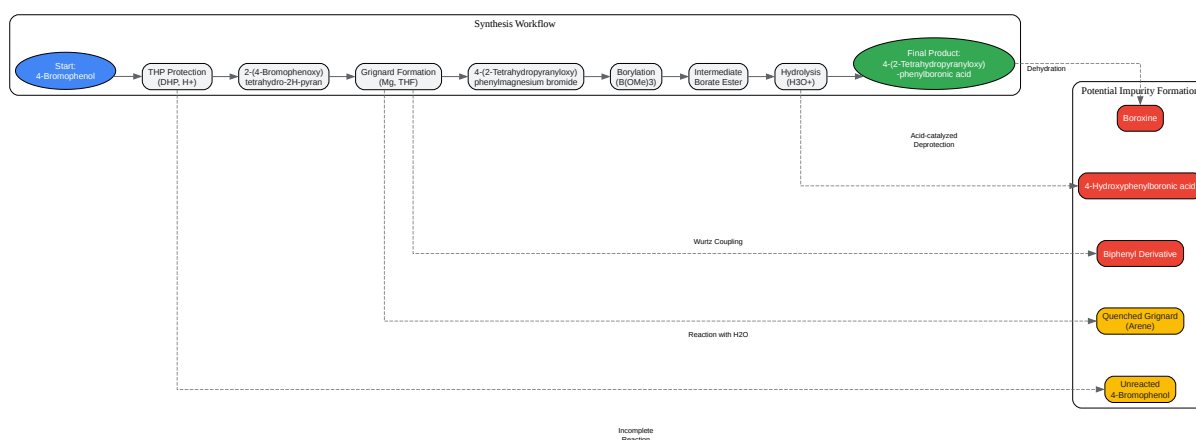 Synthesis Workflow
Start:
4-Bromophenol
THP Protection
(DHP, H+)
2-(4-Bromophenoxy)
tetrahydro-2H-pyran
Grignard Formation
(Mg, THF)
4-(2-Tetrahydropyranyloxy)
phenylmagnesium bromide
Borylation
(B(OMe)3)
Intermediate
Borate Ester
Hydrolysis
(H3O+)
Final Product:
4-(2-Tetrahydropyranyloxy)
-phenylboronic acid
Dehydration
Potential Impurity Formation
Boroxine
Acid-catalyzed
Deprotection
4-Hydroxyphenylboronic acid
Wurtz Coupling
Biphenyl Derivative
Quenched Grignard
(Arene)
Reaction with H2O
Unreacted
4-Bromophenol
Incomplete
Reaction